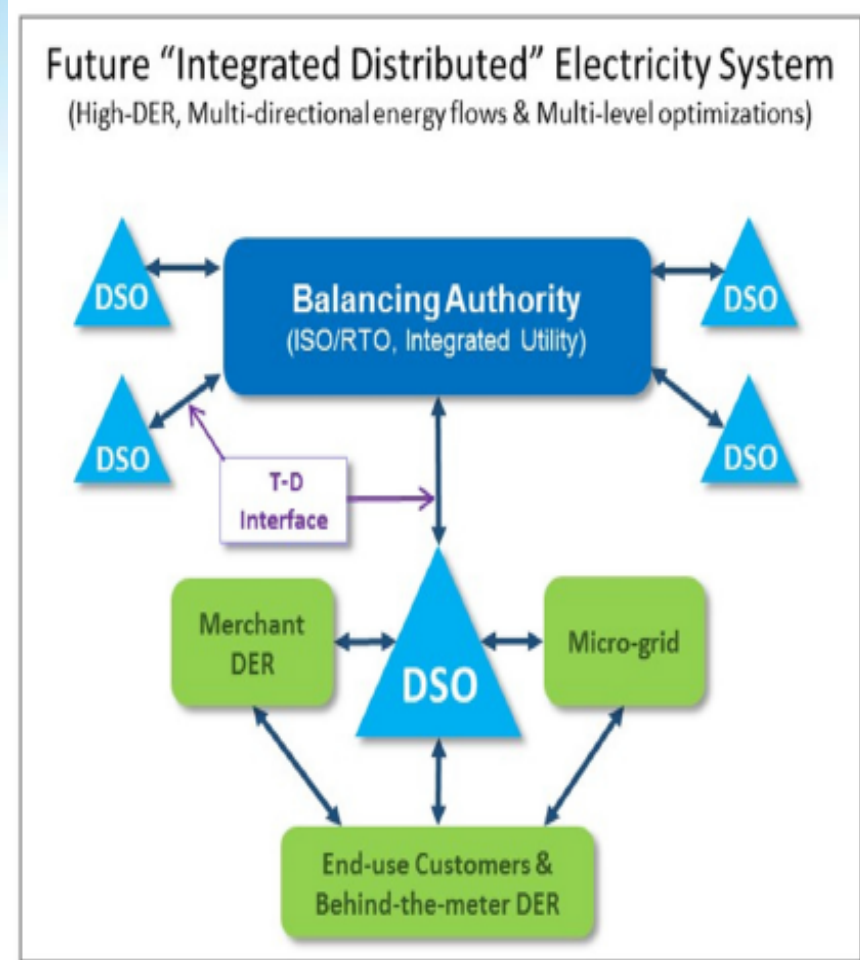 Future “Integrated Distributed” Electricity System
(High-DER, Multi-directional energy flows & Multi-level optimizations)
DSO
Balancing Authority
(ISO/RTO, Integrated Utility)
DSO
DSO
DSO
T-D
Interface
Merchant
DER
DSO
Micro-grid
End-use Customers &
Behind-the-meter DER